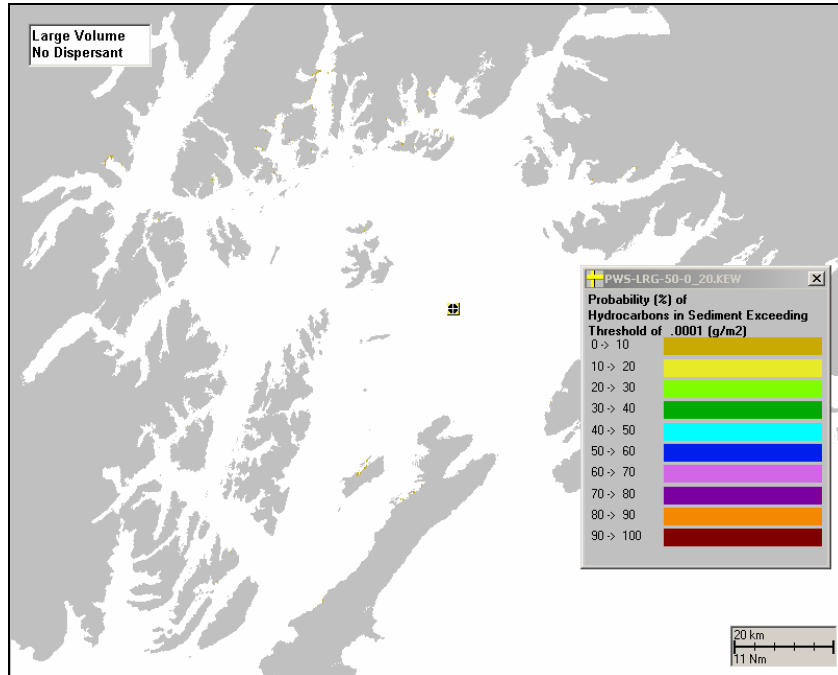 Large Volume
No Dispersant
PWS-LRG-50-0_20.KEW
Probability (%) of
Hydrocarbons in Sediment Exceeding
Threshold of .0001 (g/m2)
0 -> 10
10 -> 20
20 -> 30
30 -> 40
40 -> 50
50 -> 60
60 -> 70
70 -> 80
80 -> 90
90 -> 100
20 km
11 Nm